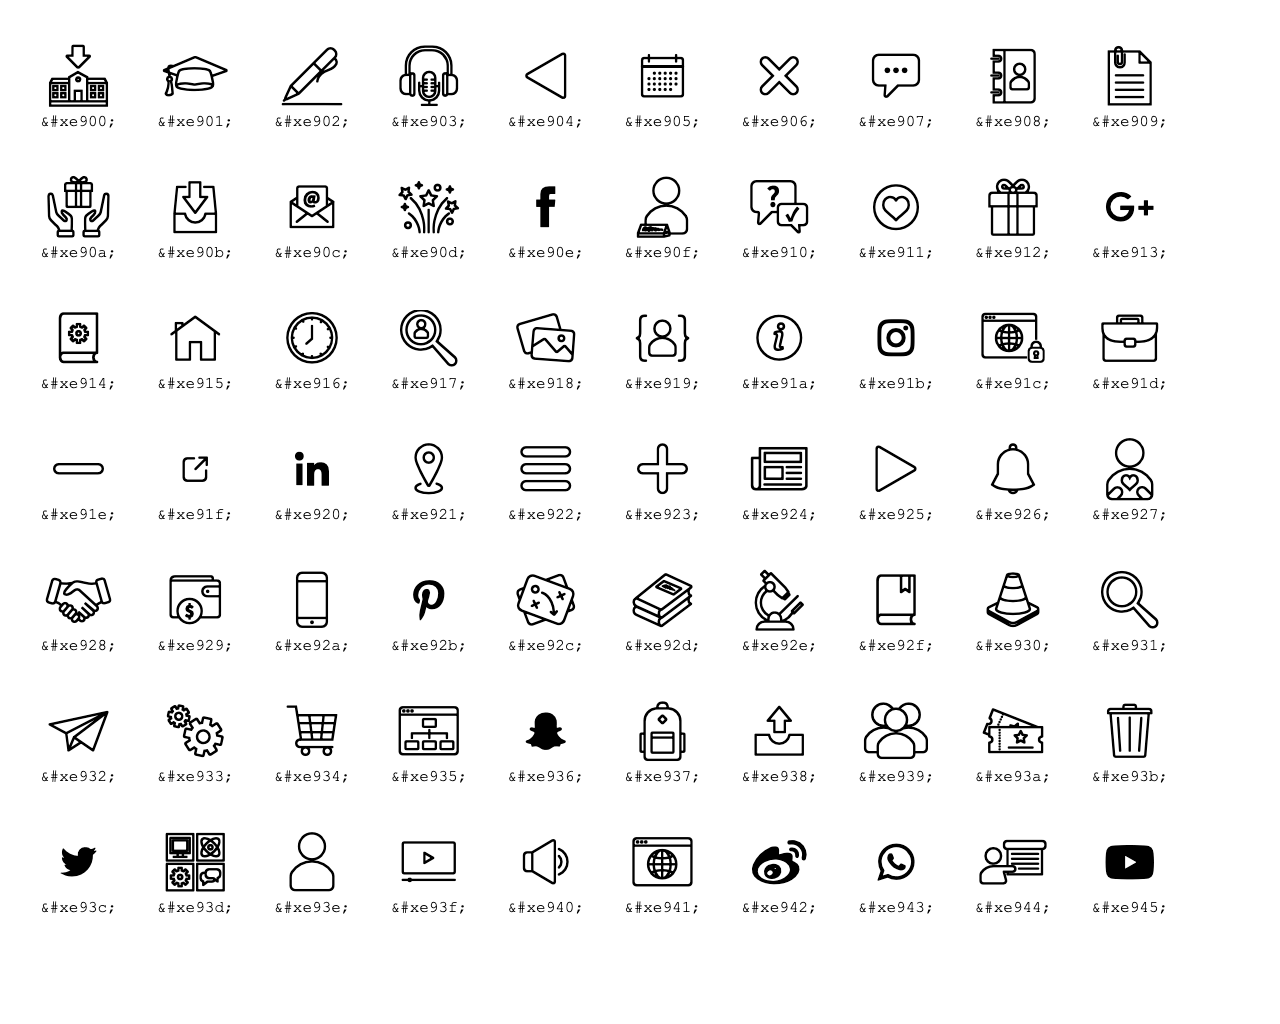 &#xe900; &#xe901; &#xe902; &#xe903; &#xe904; &#xe905; &#xe906; &#xe907; &#xe908; &#xe909;
@
f
?
G+
&#xe90a; &#xe90b; &#xe90c; &#xe90d; &#xe90e; &#xe90f; &#xe910; &#xe911; &#xe912; &#xe913;
i
&#xe914; &#xe915; &#xe916; &#xe917; &#xe918; &#xe919; &#xe91a; &#xe91b; &#xe91c; &#xe91d;
in
&#xe91e; &#xe91f; &#xe920; &#xe921; &#xe922; &#xe923; &#xe924; &#xe925; &#xe926; &#xe927;
$
&#xe928; &#xe929; &#xe92a; &#xe92b; &#xe92c; &#xe92d; &#xe92e; &#xe92f; &#xe930; &#xe931;
&#xe932; &#xe933; &#xe934; &#xe935; &#xe936; &#xe937; &#xe938; &#xe939; &#xe93a; &#xe93b;
&#xe93c; &#xe93d; &#xe93e; &#xe93f; &#xe940; &#xe941; &#xe942; &#xe943; &#xe944; &#xe945;